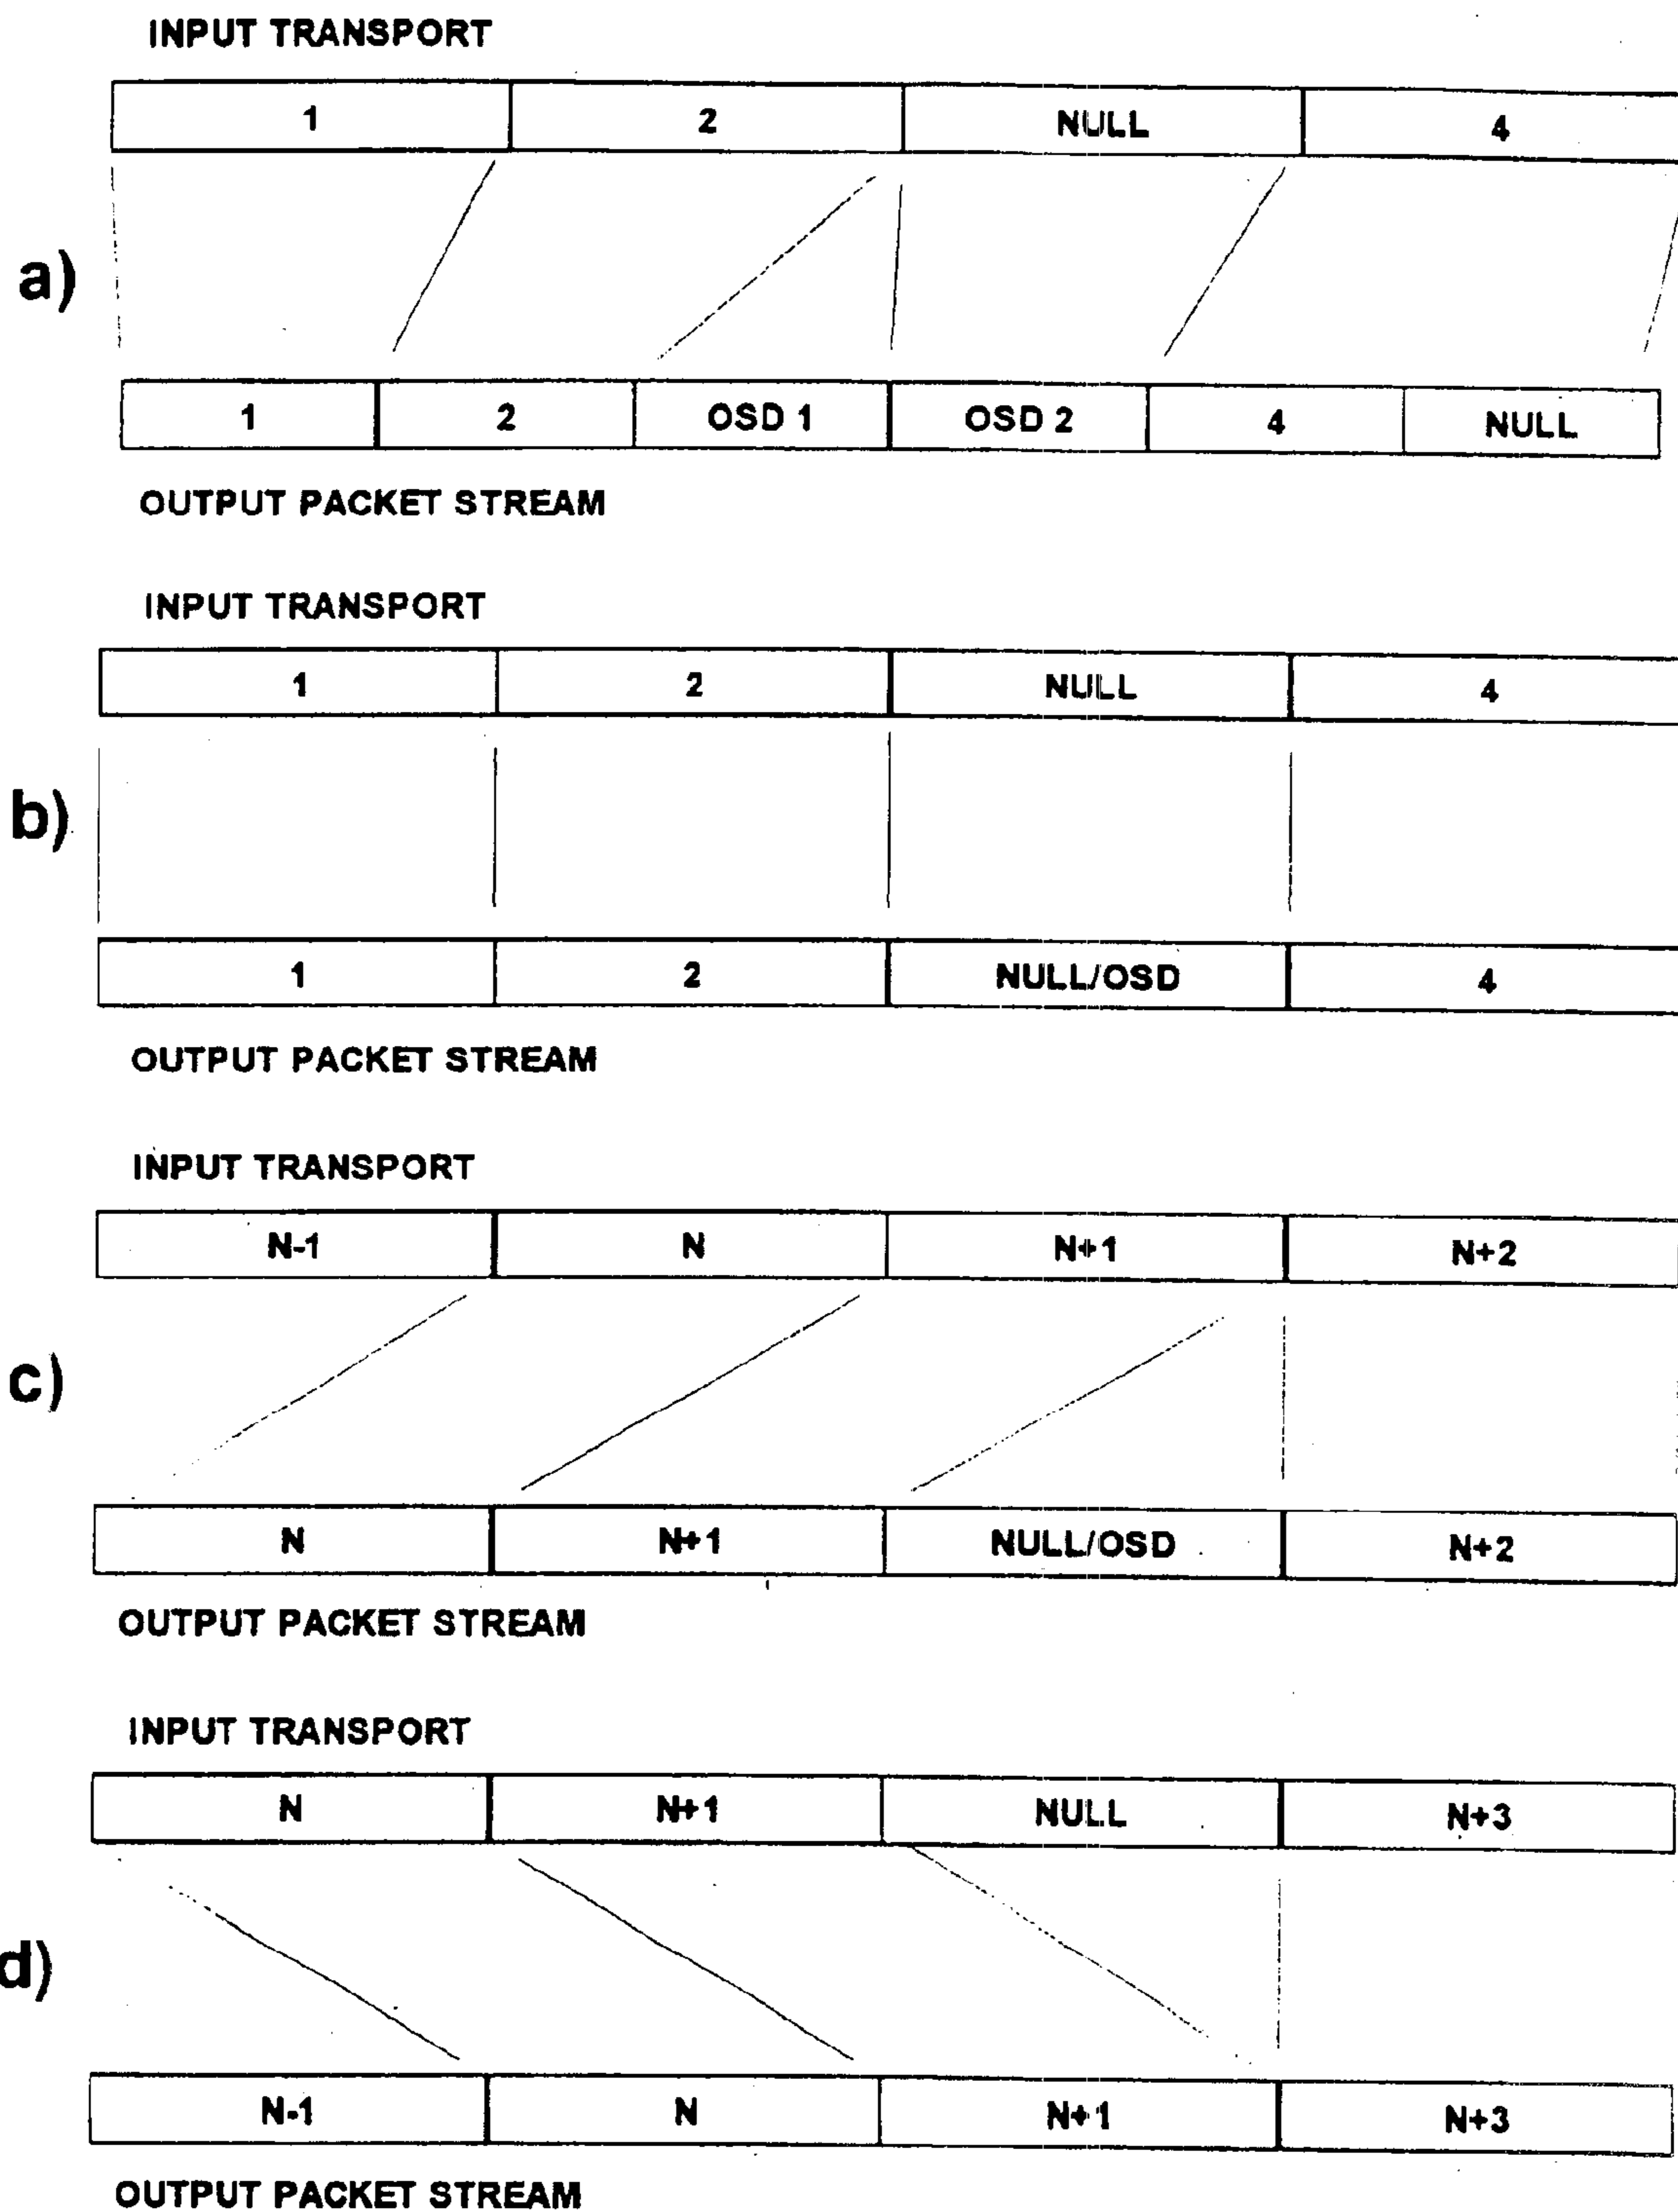 INPUT TRANSPORT
1 2 NULL 4
a)
1 2 OSD 1 OSD 2 4 NULL
OUTPUT PACKET STREAM
INPUT TRANSPORT
1 2 NULL 4
b)
1 2 NULL/OSD 4
OUTPUT PACKET STREAM
INPUT TRANSPORT
N-1 N N+1 N+2
c)
N N+1 NULL/OSD N+2
OUTPUT PACKET STREAM
INPUT TRANSPORT
N N+1 NULL N+3
d)
N-1 N N+1 N+3
OUTPUT PACKET STREAM